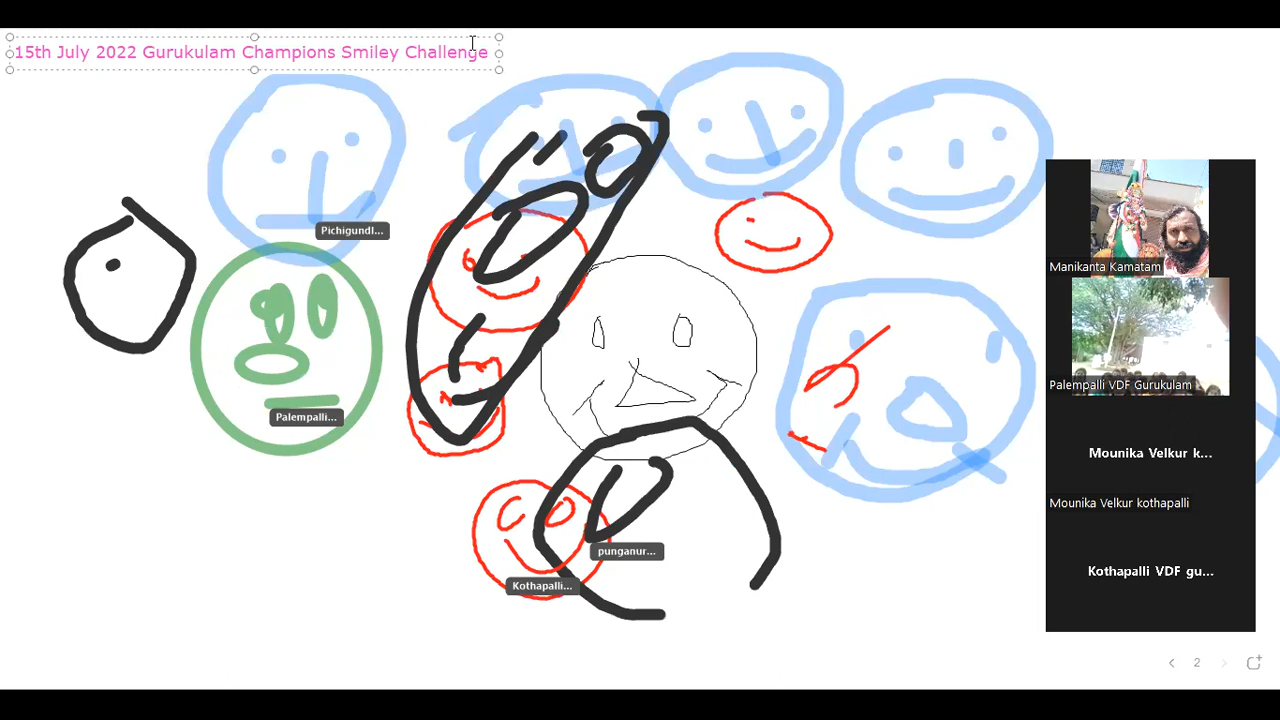 15th July 2022 Gurukulam Champions Smiley Challenge
Pichigundl...
Manikanta Kamatam
Palempalli VDF Gurukulam
Palempalli...
Mounika Velkur k...
Mounika Velkur kothapalli
punganur...
Kothapalli VDF gu...
Kothapalli...
2